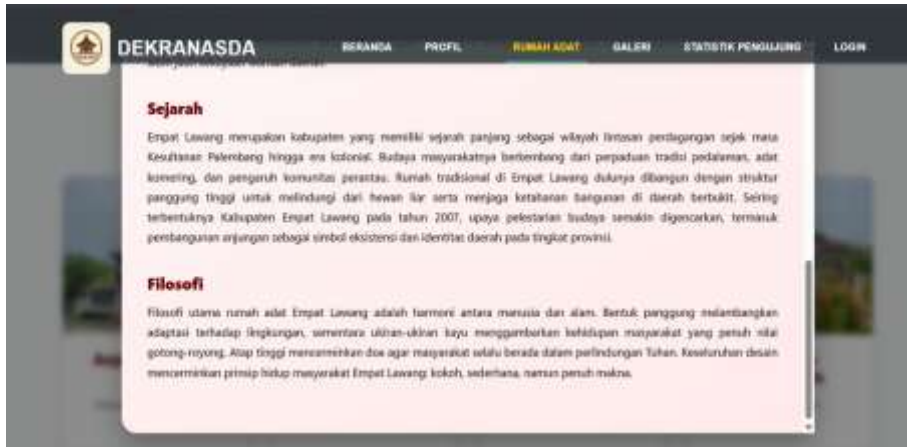 DEKRANASDA
BERANDA PROFIL RUMAH ADAT GALERI STATISTIK PENGUJUNG LOGIN
Sejarah
Empat Lawang merupakan kabupaten yang memiliki sejarah panjang sebagai wilayah lintasan perdagangan sejak masa
Kesultanan Palembang hingga era kolonial. Budaya masyarakatnya berkembang dari perpaduan tradisi pedalaman, adat
komering, dan pengaruh komunitas perantau. Rumah tradisional di Empat Lawang dulunya dibangun dengan struktur
panggung tinggi untuk melindungi dari hewan liar serta menjaga ketahanan bangunan di daerah berbukit. Seiring
terbentuknya Kabupaten Empat Lawang pada tahun 2007, upaya pelestarian budaya semakin digencarkan, termasuk
pembangunan anjungan sebagai simbol eksistensi dan identitas daerah pada tingkat provinsi.
Filosofi
Filosofi utama rumah adat Empat Lawang adalah harmoni antara manusia dan alam. Bentuk panggung melambangkan
adaptasi terhadap lingkungan, sementara ukiran-ukiran kayu menggambarkan kehidupan masyarakat yang penuh nilai
gotong-royong. Atap tinggi mencerminkan doa agar masyarakat selalu berada dalam perlindungan Tuhan. Keseluruhan desain
mencerminkan prinsip hidup masyarakat Empat Lawang: kokoh, sederhana, namun penuh makna.